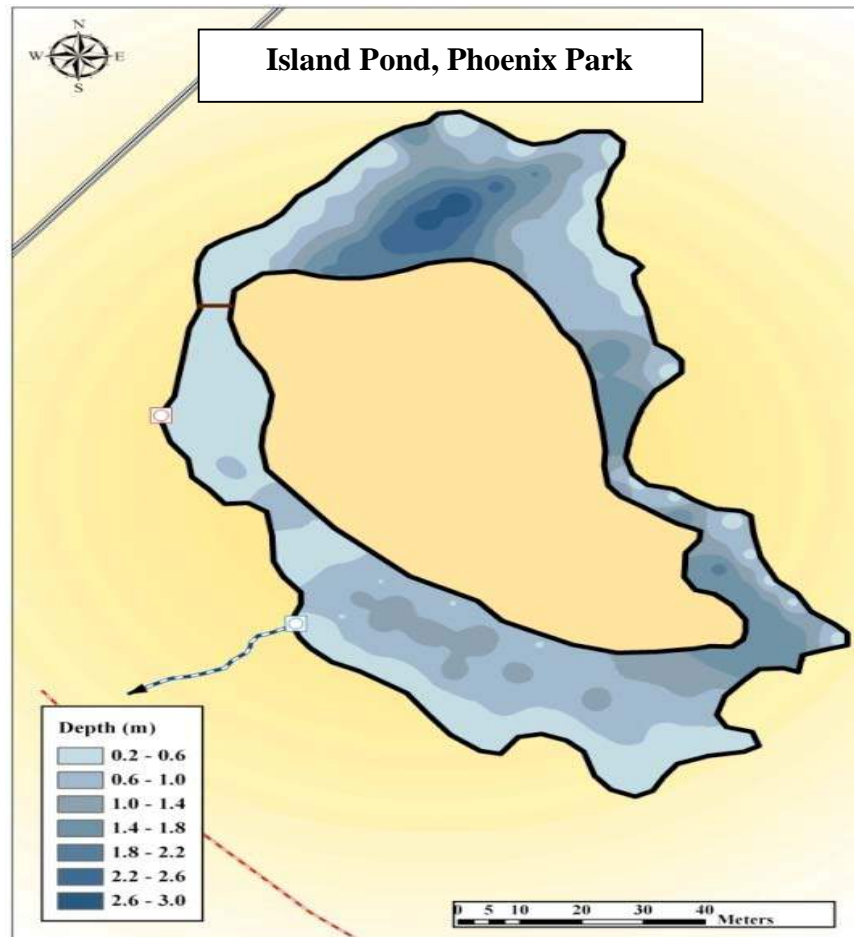 N
W E
S
Island Pond, Phoenix Park
Depth (m)
0.2 - 0.6
0.6 - 1.0
1.0 - 1.4
1.4 - 1.8
1.8 - 2.2
2.2 - 2.6
2.6 - 3.0
0 5 10 20 30 40
Meters